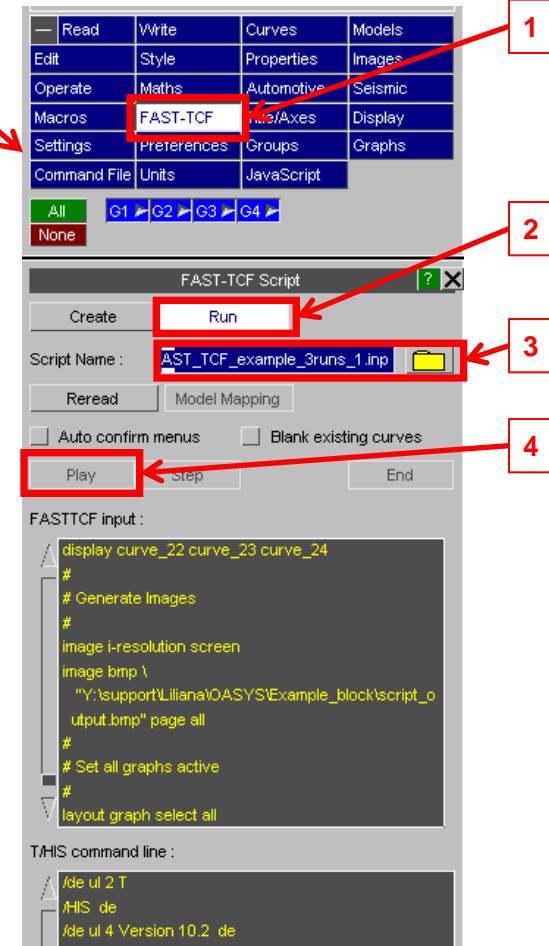 — Read Write Curves Models
1
Edit Style Properties Images
Operate Maths Automotive Seismic
Macros FAST-TCF Title/Axes Display
Settings Preferences Groups Graphs
Command File Units JavaScript
All G1 G2 G3 G4
None
2
FAST-TCF Script ? X
Create Run
3
Script Name : AST_TCF_example_3runs_1.inp
Reread Model Mapping
Auto confirm menus Blank existing curves
4
Play Step End
FASTTCF input :
display curve_22 curve_23 curve_24
#
# Generate Images
#
image i-resolution screen
image bmp \
"Y:\support\Liliana\OASYS\Example_block\script_o
utput.bmp" page all
#
# Set all graphs active
#
layout graph select all
T/HIS command line :
/de ul 2 T
/HIS de
/de ul 4 Version 10.2 de